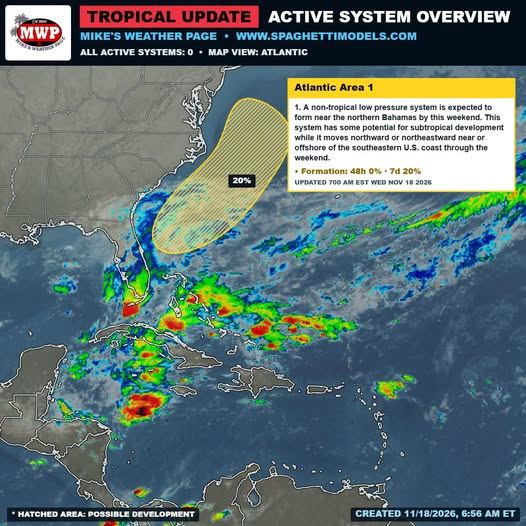 MWP
TROPICAL UPDATE ACTIVE SYSTEM OVERVIEW
MIKE'S WEATHER PAGE • WWW.SPAGHETTIMODELS.COM
ALL ACTIVE SYSTEMS: 0 • MAP VIEW: ATLANTIC
Atlantic Area 1
1. A non-tropical low pressure system is expected to
form near the northern Bahamas by this weekend. This
system has some potential for subtropical development
while it moves northward or northeastward near or
offshore of the southeastern U.S. coast through the
weekend.
• Formation: 48h 0% • 7d 20%
UPDATED 700 AM EST WED NOV 18 2026
20%
* HATCHED AREA: POSSIBLE DEVELOPMENT
CREATED 11/18/2026, 6:56 AM ET